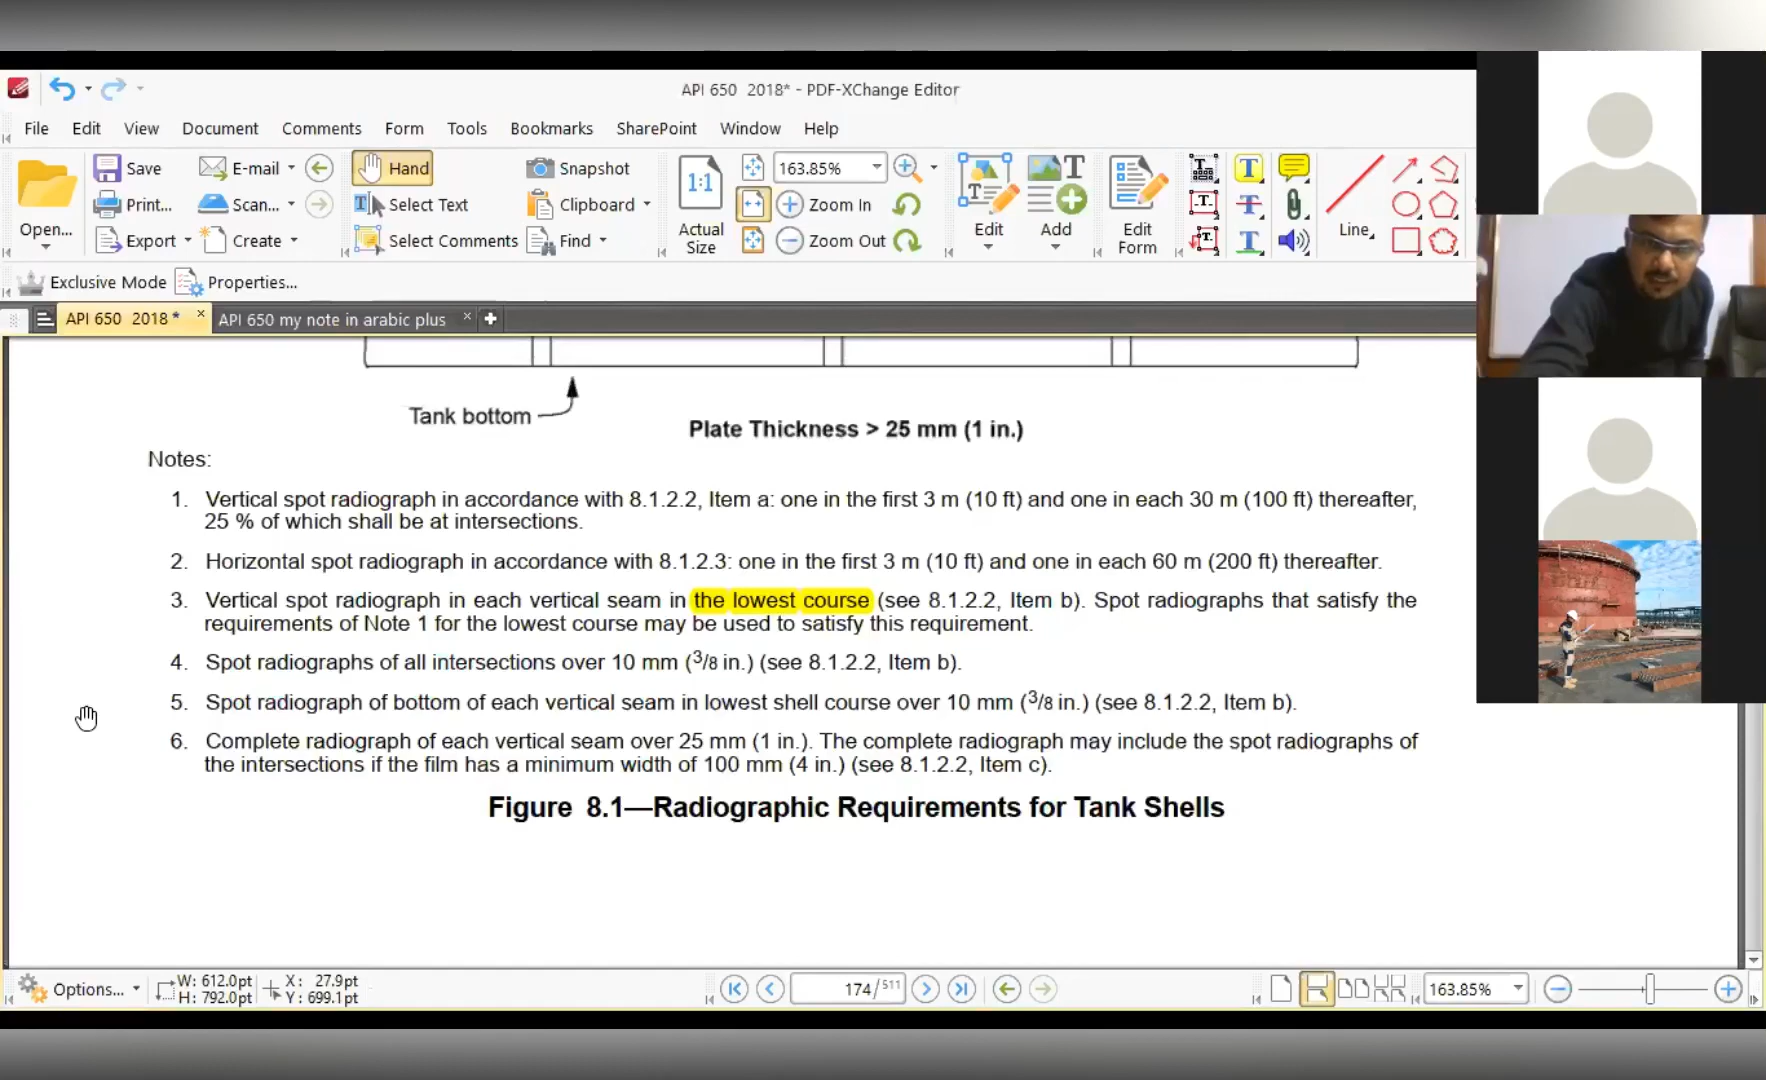 API 650 2018* - PDF-XChange Editor
File Edit View Document Comments Form Tools Bookmarks SharePoint Window Help
Open...
Save
Print...
Export
E-mail
Scan...
Create
Hand
Select Text
Select Comments
Snapshot
Clipboard
Find
1:1
Actual
Size
163.85%
Zoom In
Zoom Out
Edit
Add
Edit
Form
Line
Exclusive Mode Properties...
API 650 2018 * API 650 my note in arabic plus
Tank bottom
Plate Thickness > 25 mm (1 in.)
Notes:
1. Vertical spot radiograph in accordance with 8.1.2.2, Item a: one in the first 3 m (10 ft) and one in each 30 m (100 ft) thereafter,
25 % of which shall be at intersections.
2. Horizontal spot radiograph in accordance with 8.1.2.3: one in the first 3 m (10 ft) and one in each 60 m (200 ft) thereafter.
3. Vertical spot radiograph in each vertical seam in the lowest course (see 8.1.2.2, Item b). Spot radiographs that satisfy the
requirements of Note 1 for the lowest course may be used to satisfy this requirement.
4. Spot radiographs of all intersections over 10 mm (3/8 in.) (see 8.1.2.2, Item b).
5. Spot radiograph of bottom of each vertical seam in lowest shell course over 10 mm (3/8 in.) (see 8.1.2.2, Item b).
6. Complete radiograph of each vertical seam over 25 mm (1 in.). The complete radiograph may include the spot radiographs of
the intersections if the film has a minimum width of 100 mm (4 in.) (see 8.1.2.2, Item c).
Figure 8.1—Radiographic Requirements for Tank Shells
Options...
W: 612.0pt
H: 792.0pt
X: 27.9pt
Y: 699.1pt
174/511
163.85%